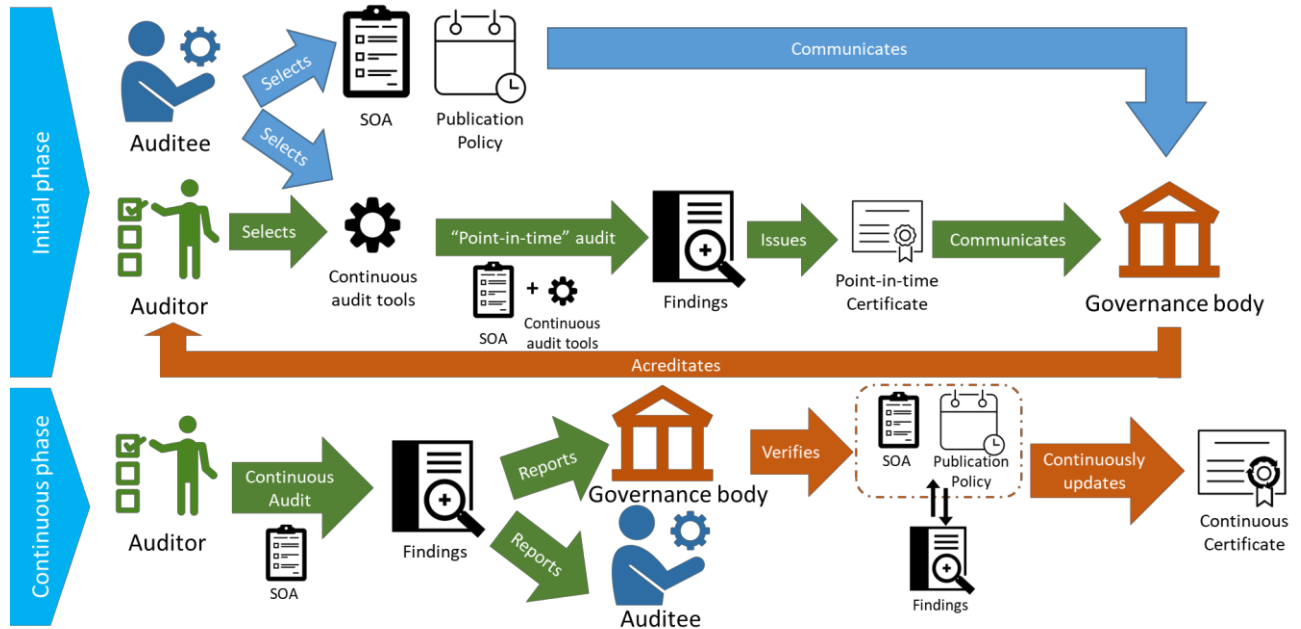 Initial phase
Selects
SOA
Publication
Policy
Communicates
Auditee
Selects
Auditor
Selects
Continuous
audit tools
"Point-in-time" audit
SOA
+
Continuous
audit tools
Findings
Issues
Point-in-time
Certificate
Communicates
Governance body
Acreditates
Continuous phase
Auditor
Continuous
Audit
SOA
Findings
Reports
Governance body
Reports
Auditee
Verifies
SOA
Publication
Policy
Findings
Continuously
updates
Continuous
Certificate